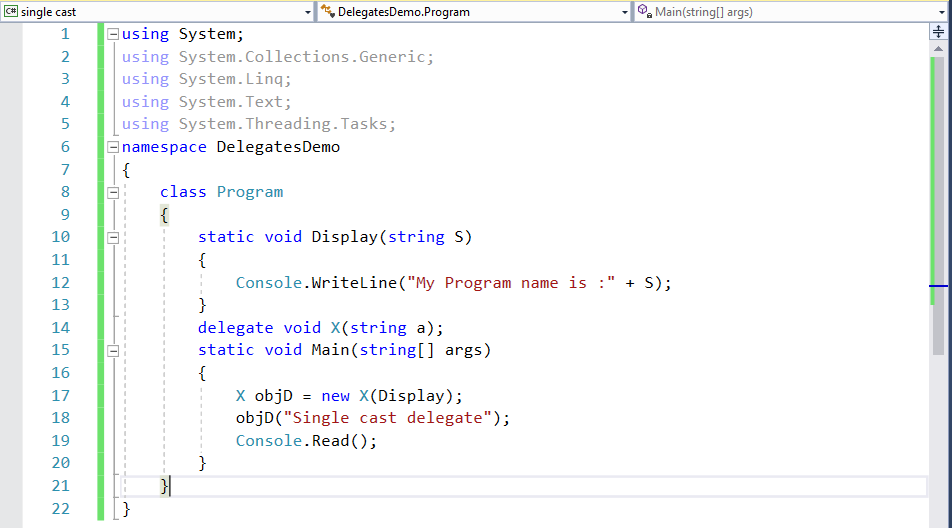 C# single cast DelegatesDemo.Program Main(string[] args)
1 using System;
2 using System.Collections.Generic;
3 using System.Linq;
4 using System.Text;
5 using System.Threading.Tasks;
6 namespace DelegatesDemo
7 {
8 class Program
9 {
10 static void Display(string S)
11 {
12 Console.WriteLine("My Program name is :" + S);
13 }
14 delegate void X(string a);
15 static void Main(string[] args)
16 {
17 X objD = new X(Display);
18 objD("Single cast delegate");
19 Console.Read();
20 }
21 }
22 }